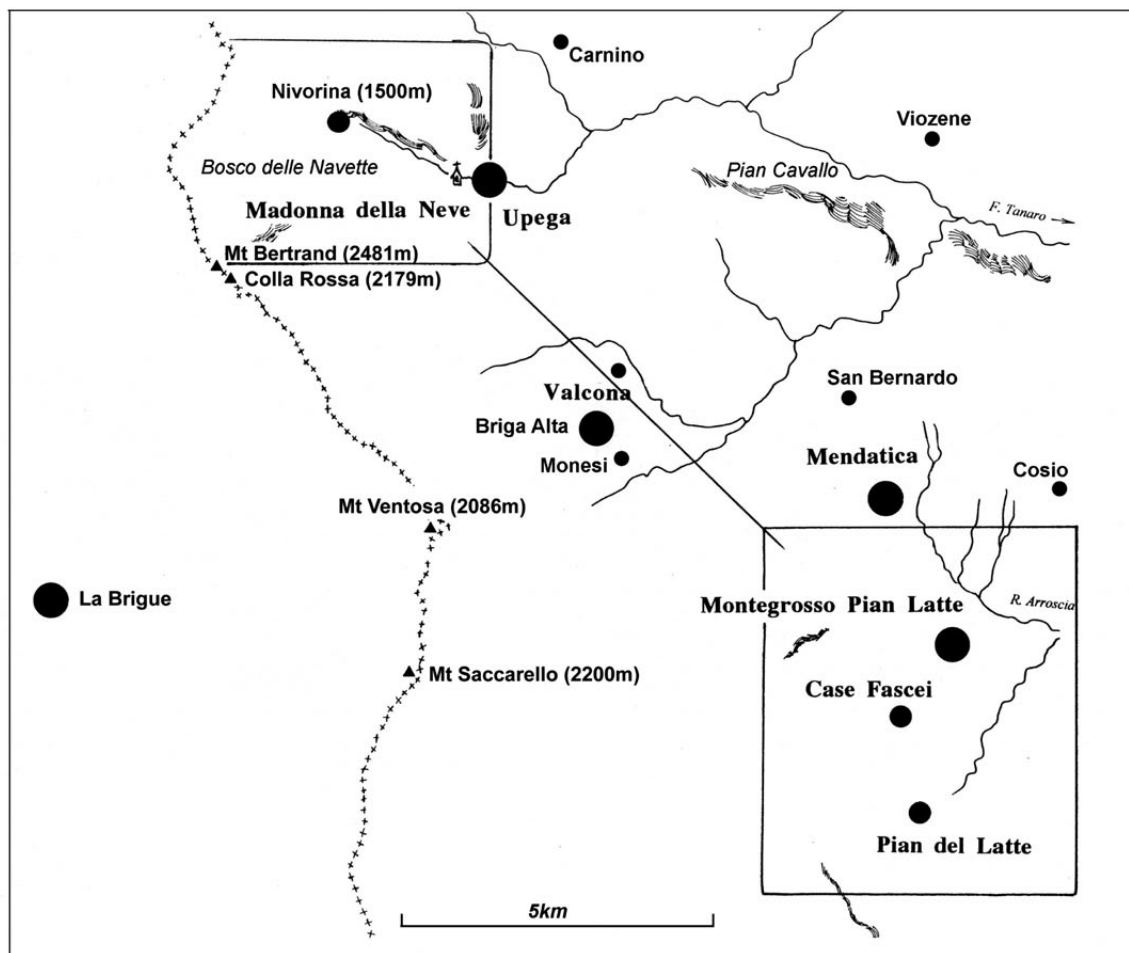 Carnino
Nivorina (1500m)
Viozene
Bosco delle Navette
Pian Cavallo
Madonna della Neve
Upega
F. Tanaro
Mt Bertrand (2481m)
Colla Rossa (2179m)
Valcona
San Bernardo
Briga Alta
Mendatica
Monesi
Cosio
Mt Ventosa (2086m)
La Brigue
Montegrosso Pian Latte
R. Arroscia
Mt Saccarello (2200m)
Case Fascei
Pian del Latte
5km